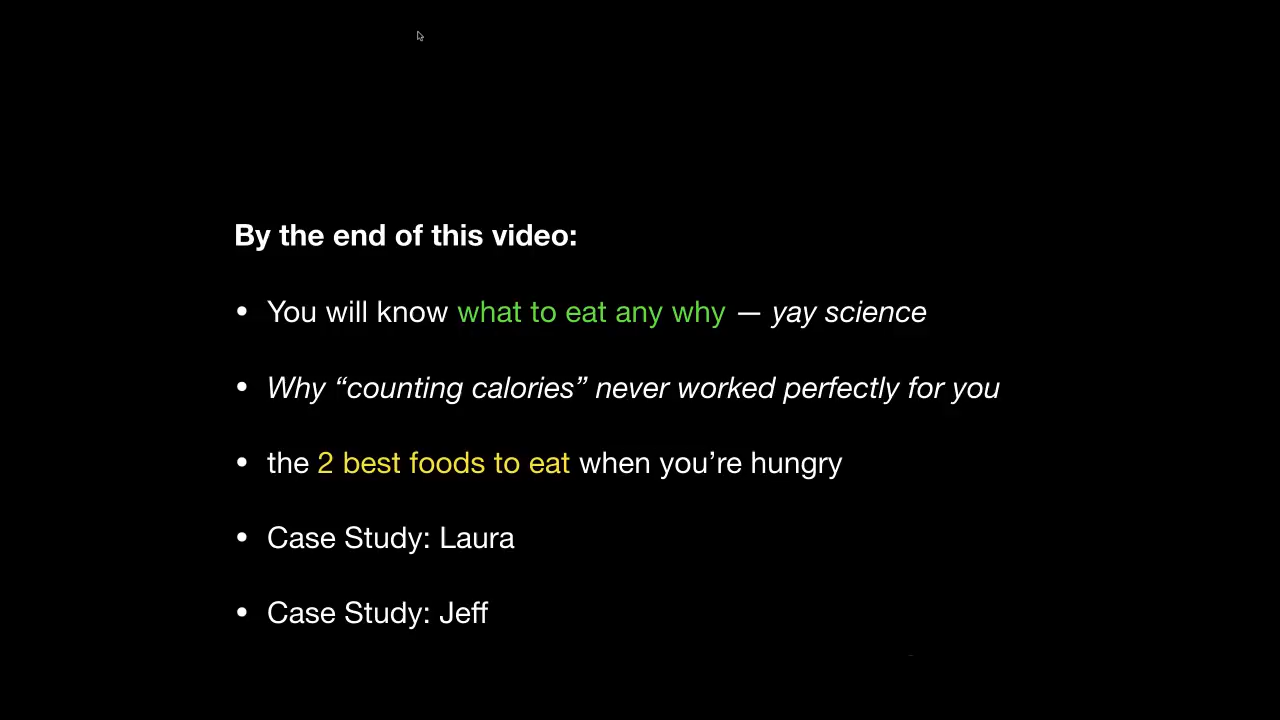 By the end of this video:
• You will know what to eat any why — yay science
• Why “counting calories” never worked perfectly for you
• the 2 best foods to eat when you’re hungry
• Case Study: Laura
• Case Study: Jeff